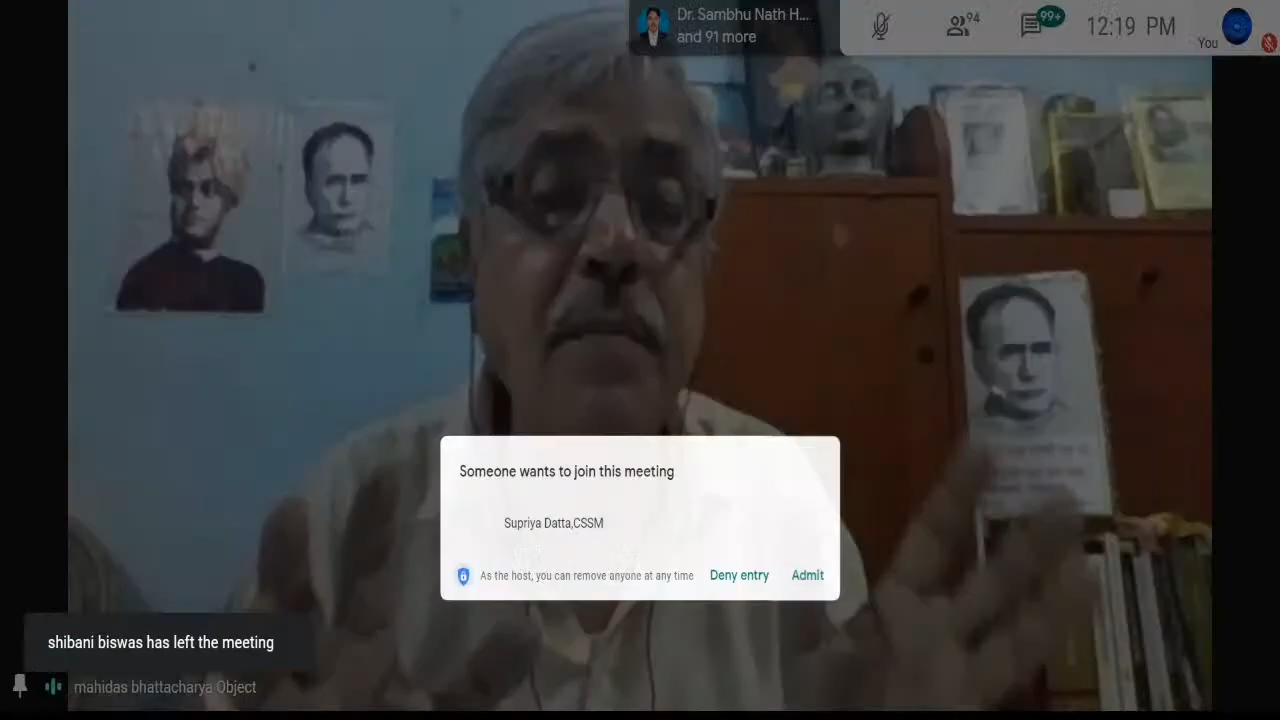 Dr. Sambhu Nath H...
and 91 more
94
99+
12:19 PM
You
Someone wants to join this meeting
Supriya Datta,CSSM
As the host, you can remove anyone at any time
Deny entry
Admit
shibani biswas has left the meeting
mahidas bhattacharya Object